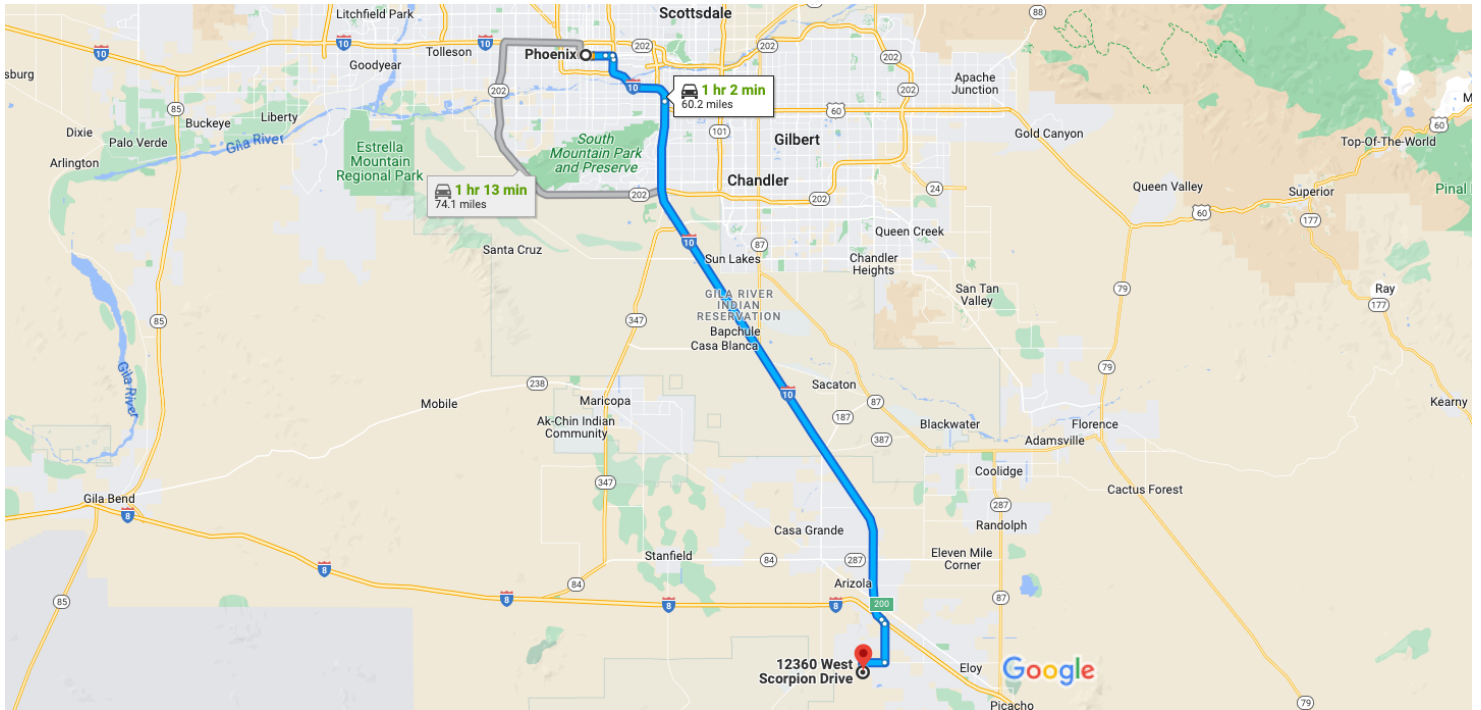 Litchfield Park
Scottsdale
88
10
10
10
Tolleson
202
202
Phoenix
Goodyear
202
85
202
10
1 hr 2 min
60.2 miles
Apache
Junction
60
Buckeye
Liberty
101
60
Dixie
Palo Verde
Gila River
Estrella
Mountain
Regional Park
South
Mountain Park
and Preserve
Gilbert
Gold Canyon
Top-Of-The-World
Arlington
1 hr 13 min
74.1 miles
Chandler
202
202
24
Queen Valley
Superior
60
177
Santa Cruz
10
87
Queen Creek
Sun Lakes
Chandler
Heights
San Tan
Valley
79
Ray
177
GILA RIVER
INDIAN
RESERVATION
85
347
Bapchule
Casa Blanca
Gila River
79
238
Mobile
Maricopa
Ak-Chin Indian
Community
10
Sacaton
87
187
387
Blackwater
Florence
Adamsville
Kearny
Coolidge
347
Gila Bend
8
287
Cactus Forest
Casa Grande
Randolph
Stanfield
84
287
Eleven Mile
Corner
8
84
Arizola
85
8
8
8
200
87
12360 West
Scorpion Drive
Eloy
Google
Picacho
79